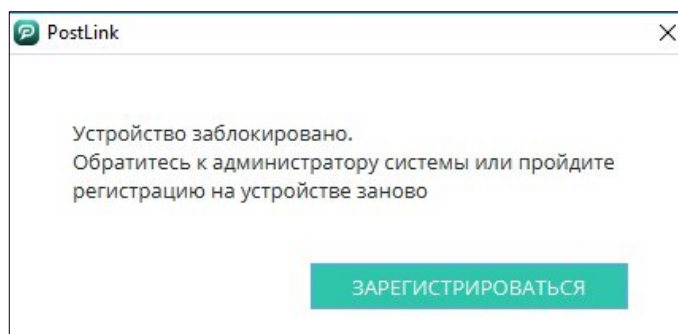 PostLink
Устройство заблокировано.
Обратитесь к администратору системы или пройдите
регистрацию на устройстве заново
ЗАРЕГИСТРИРОВАТЬСЯ